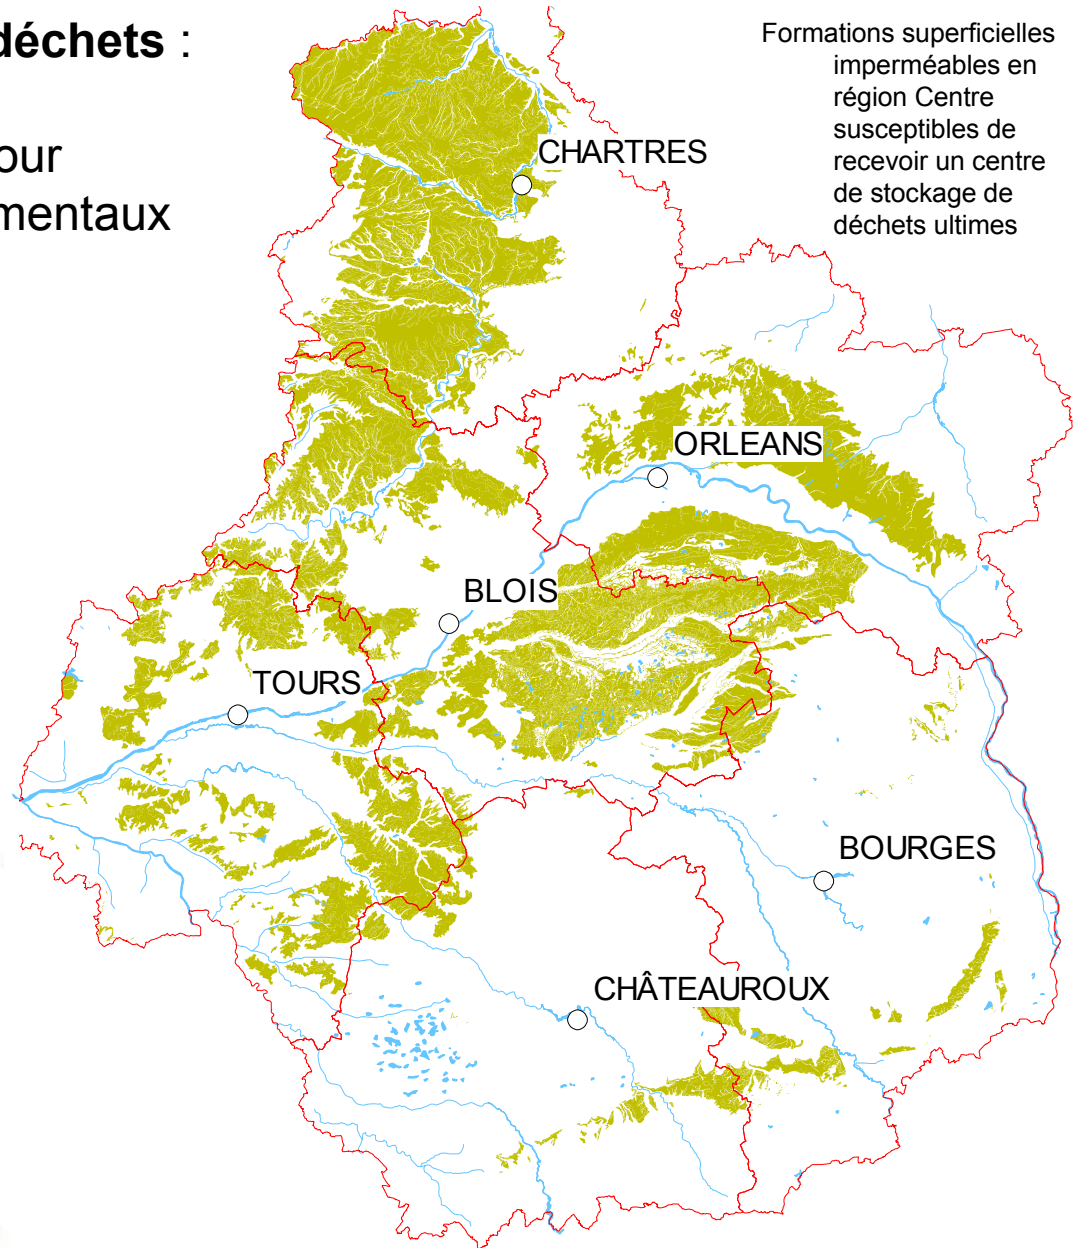 déchets :
our
mentaux
Formations superficielles
imperméables en
région Centre
susceptibles de
recevoir un centre
de stockage de
déchets ultimes
CHARTRES
ORLEANS
BLOIS
TOURS
BOURGES
CHÂTEAUROUX